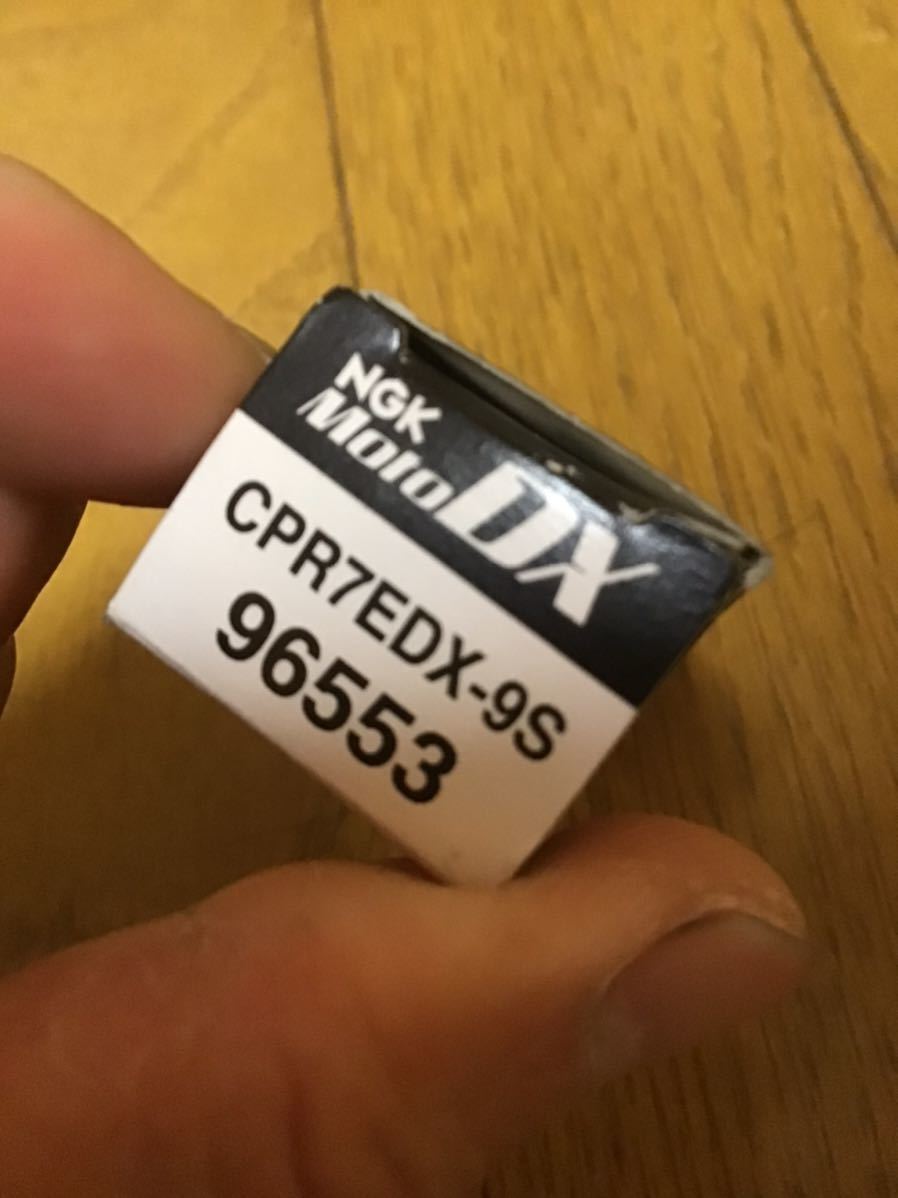 NGK
MotoDX
CPR7EDX-9S
96553